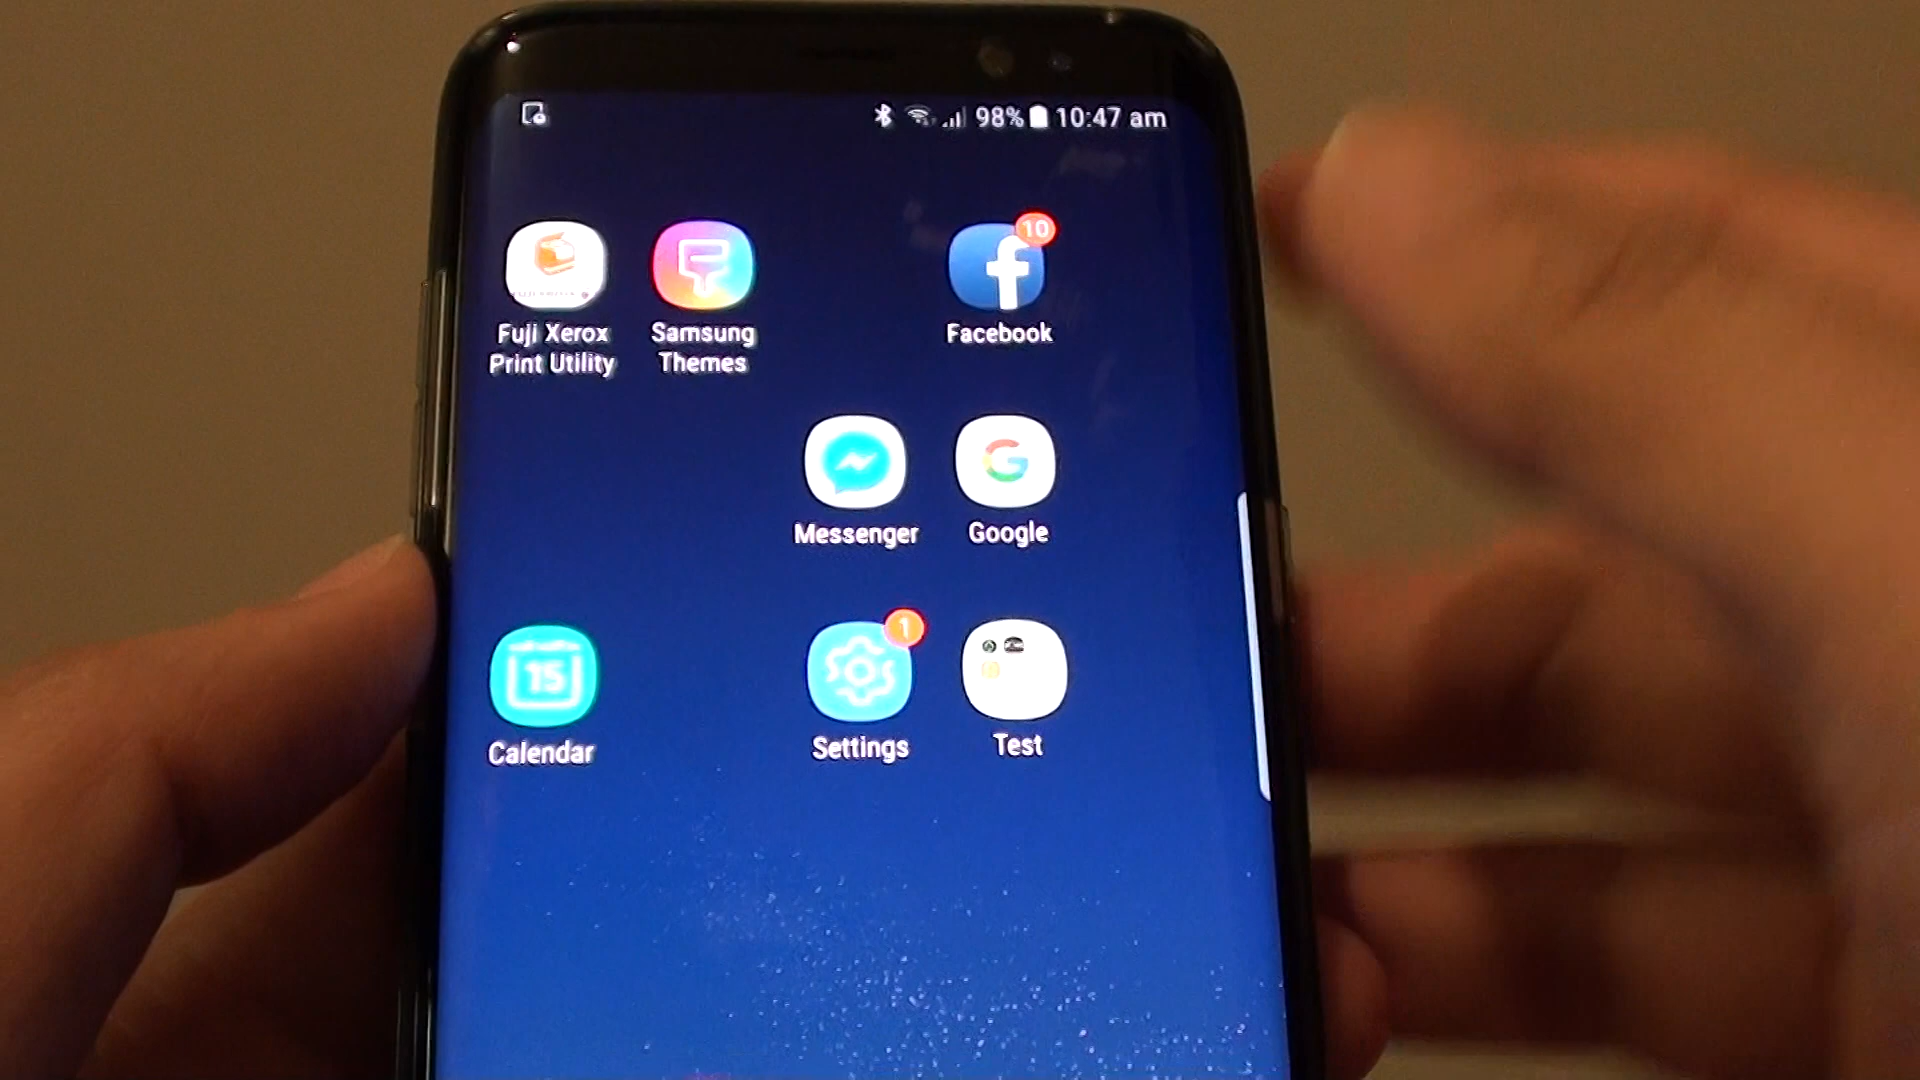 98% 10:47 am
10
Fuji Xerox
Print Utility
Samsung
Themes
Facebook
Messenger
Google
15
1
Calendar
Settings
Test